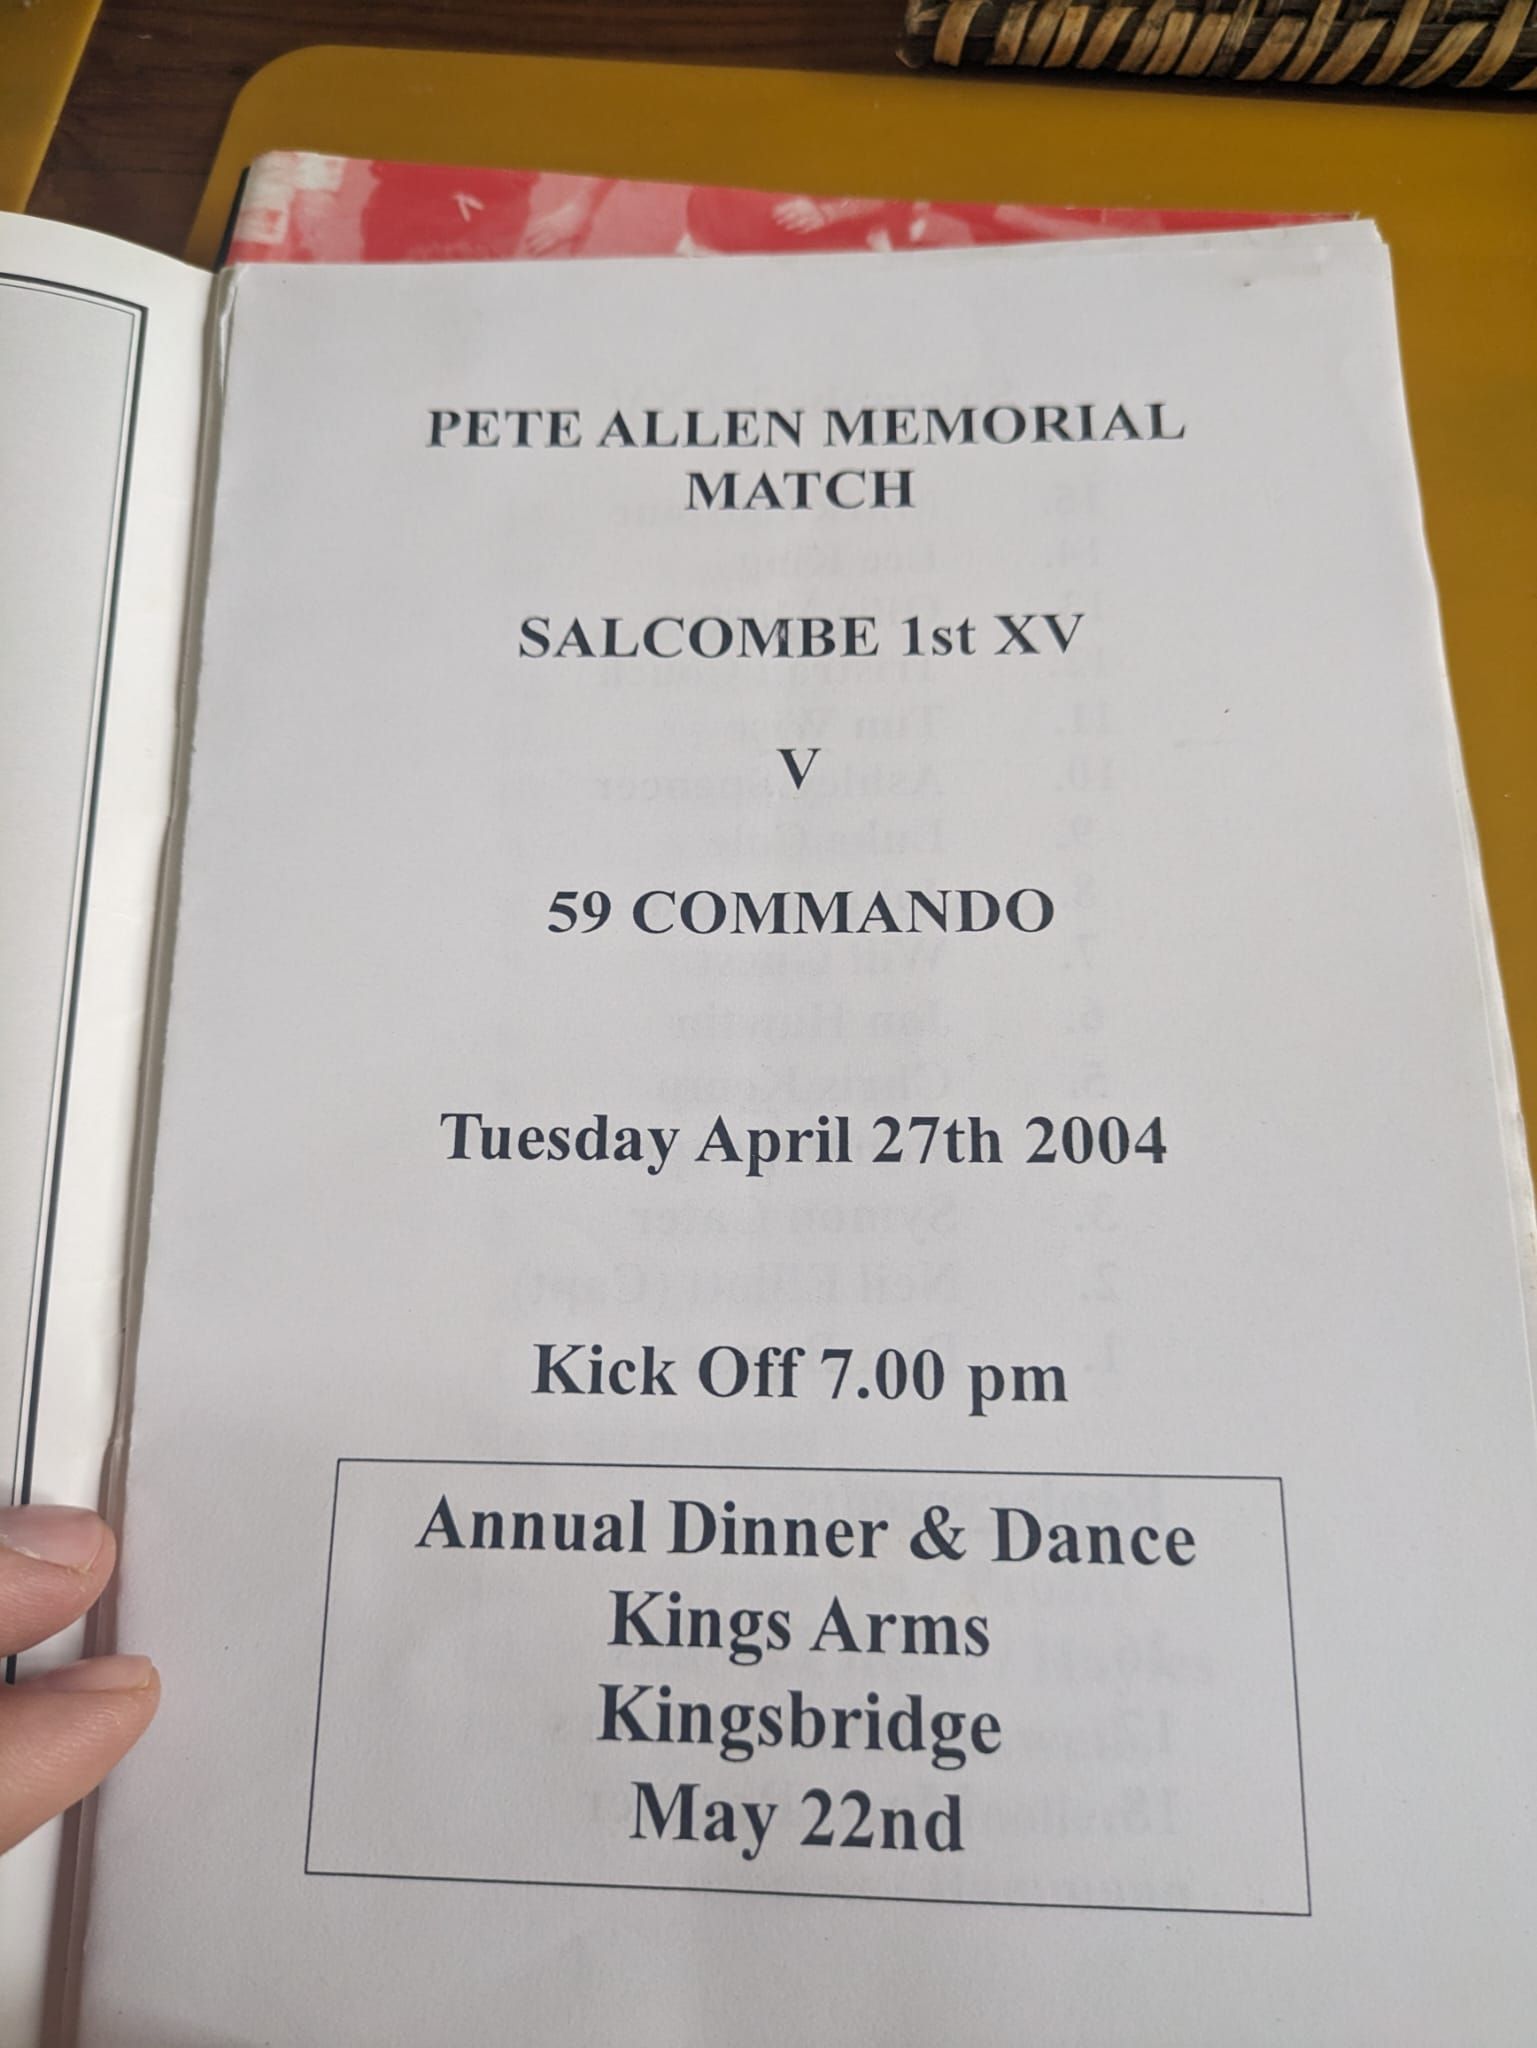 PETE ALLEN MEMORIAL
MATCH
SALCOMBE 1st XV
V
59 COMMANDO
Tuesday April 27th 2004
Kick Off 7.00 pm
Annual Dinner & Dance
Kings Arms
Kingsbridge
May 22nd